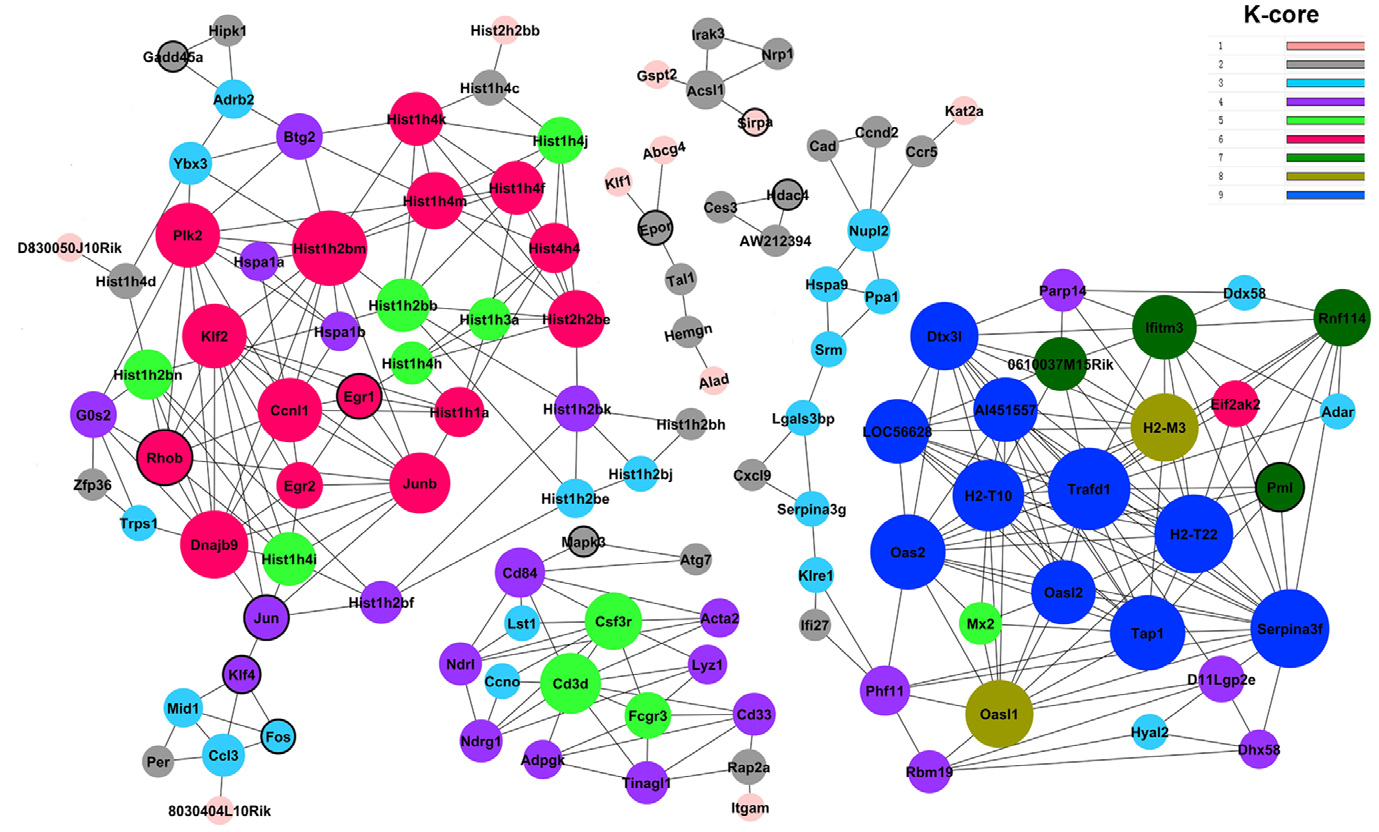 K-core
1
2
3
4
5
6
7
8
9
Hipk1
Gadd45a
Adrb2
Ybx3
Btg2
Hist2h2bb
Hist1h4c
Hist1h4k
Hist1h4j
Hist1h4f
Hist1h4m
Plk2
Hist1h2bm
Hist4h4
D830050J10Rik
Hist1h4d
Hspa1a
Hist1h2bb
Hist1h3a
Hist2h2be
Klf2
Hspa1b
Hist1h4h
Hist1h2bn
Egr1
G0s2
Ccnl1
Hist1h1a
Hist1h2bk
Hist1h2bh
Rhob
Zfp36
Egr2
Junb
Hist1h2bj
Hist1h2be
Trps1
Dnajb9
Hist1h4i
Jun
Hist1h2bf
Klf4
Mid1
Fos
Per
Ccl3
8030404L10Rik
Irak3
Nrp1
Gspt2
Acsl1
Sirpa
Abcg4
Klf1
Epor
Tal1
Hemgn
Alad
Ces3
Hdac4
AW212394
Mapk3
Atg7
Cd84
Lst1
Csf3r
Acta2
Ndrl
Lyz1
Ccno
Cd3d
Fcgr3
Cd33
Ndrg1
Adpgk
Tinagl1
Rap2a
Itgam
Kat2a
Ccnd2
Cad
Ccr5
Nupl2
Hspa9
Ppa1
Srm
Lgals3bp
Cxcl9
Serpina3g
Klre1
Ifi27
Parp14
Ddx58
Dtx3l
Ifitm3
Rnf114
0610037M15Rik
AI451557
Eif2ak2
Adar
LOC56628
H2-M3
H2-T10
Trafd1
Pml
H2-T22
Oas2
Oasl2
Mx2
Tap1
Serpina3f
Phf11
D11Lgp2e
Oasl1
Hyal2
Dhx58
Rbm19